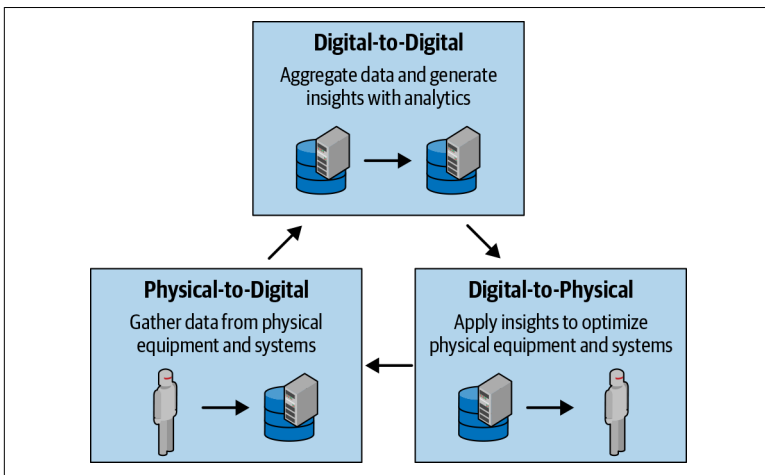 Digital-to-Digital
Aggregate data and generate
insights with analytics
Physical-to-Digital
Gather data from physical
equipment and systems
Digital-to-Physical
Apply insights to optimize
physical equipment and systems